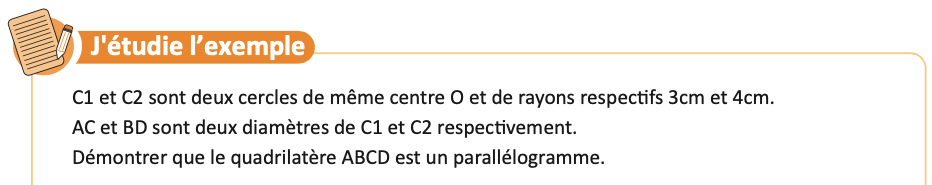 J'étudie l’exemple
C1 et C2 sont deux cercles de même centre O et de rayons respectifs 3cm et 4cm.
AC et BD sont deux diamètres de C1 et C2 respectivement.
Démontrer que le quadrilatère ABCD est un parallélogramme.